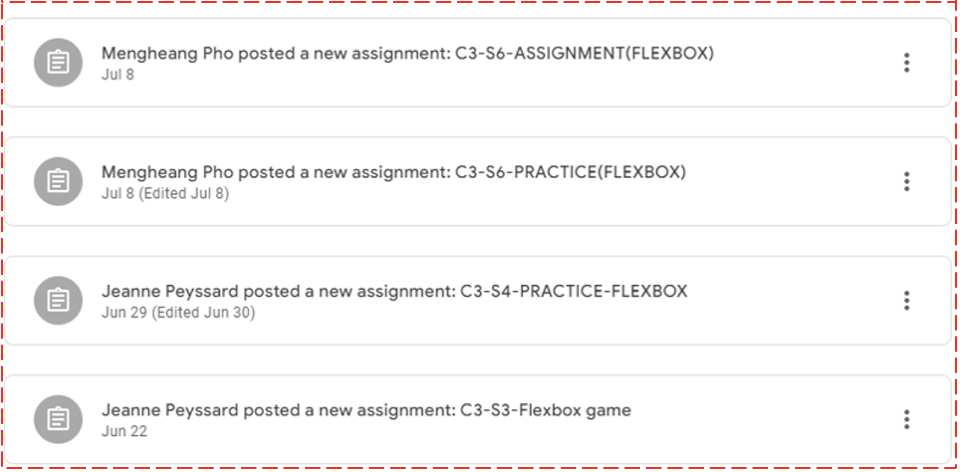 Mengheang Pho posted a new assignment: C3-S6-ASSIGNMENT(FLEXBOX)
Jul 8
Mengheang Pho posted a new assignment: C3-S6-PRACTICE(FLEXBOX)
Jul 8 (Edited Jul 8)
Jeanne Peyssard posted a new assignment: C3-S4-PRACTICE-FLEXBOX
Jun 29 (Edited Jun 30)
Jeanne Peyssard posted a new assignment: C3-S3-Flexbox game
Jun 22